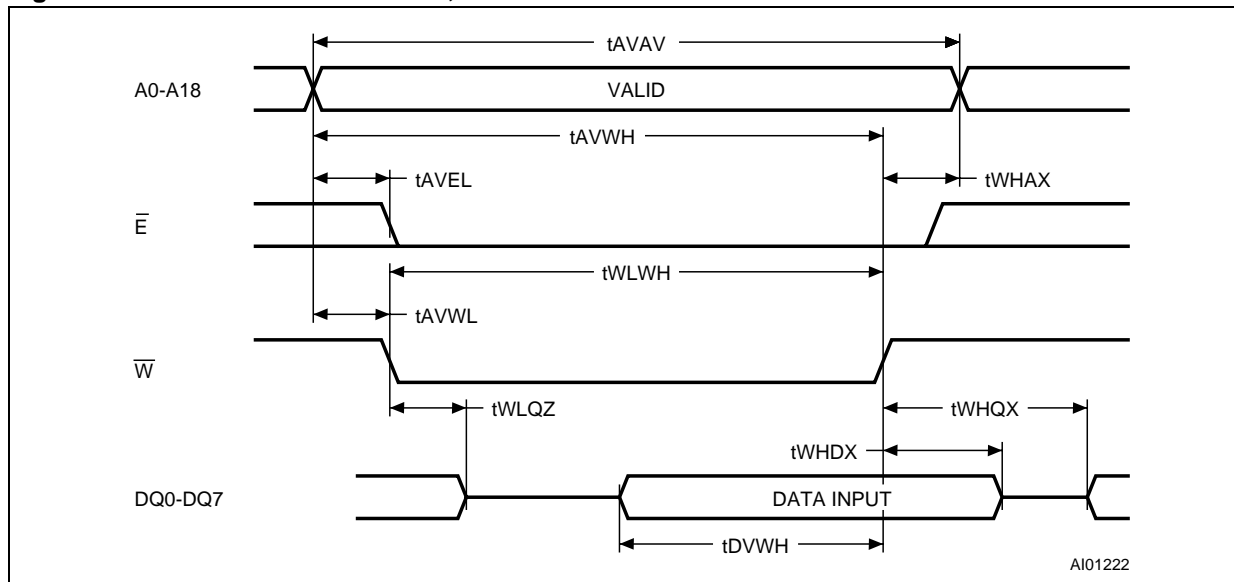 tAVAV
A0-A18
VALID
tAVWH
tAVEL
tWHAX
E
tWLWH
tAVWL
W
tWLQZ
tWHQX
tWHDX
DQ0-DQ7
DATA INPUT
tDVWH
AI01222